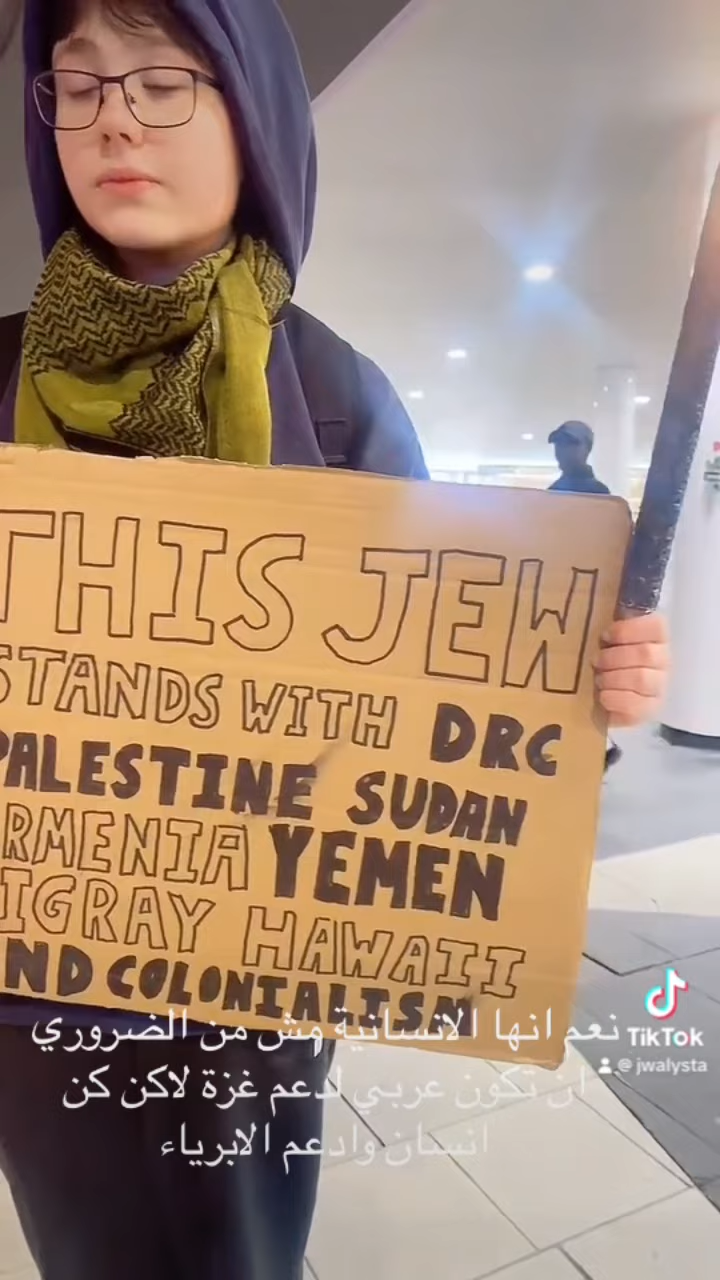 THIS JEW
STANDS WITH DRC
PALESTINE SUDAN
RMENIA YEMEN
IGRAY HAWAII
ND COLONIALISM
نعم انها الانسانية مش من الضروري
ان تكون عربي لدعم غزة لاكن كن
انسان وادعم الابرياء
TikTok
@jwalysta